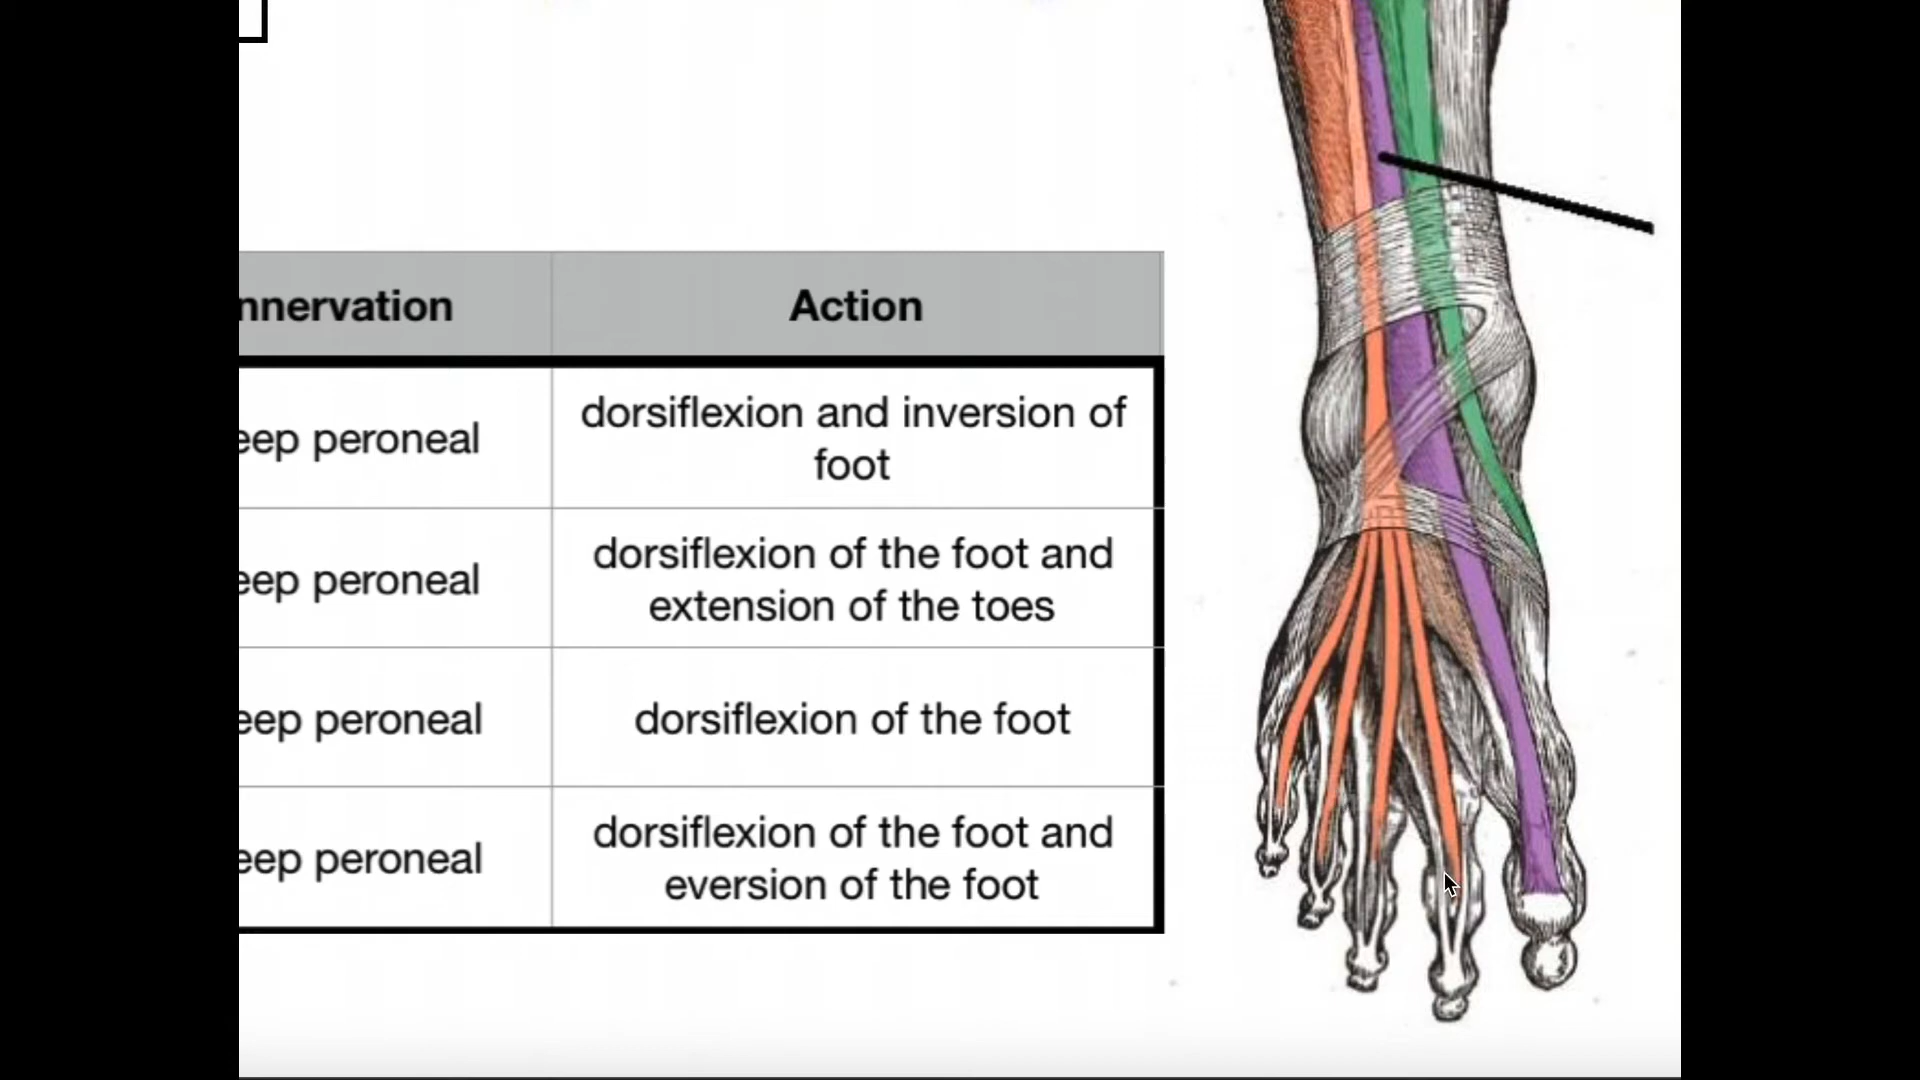 nnervation Action
eep peroneal dorsiflexion and inversion of
foot
eep peroneal dorsiflexion of the foot and
extension of the toes
eep peroneal dorsiflexion of the foot
eep peroneal dorsiflexion of the foot and
eversion of the foot